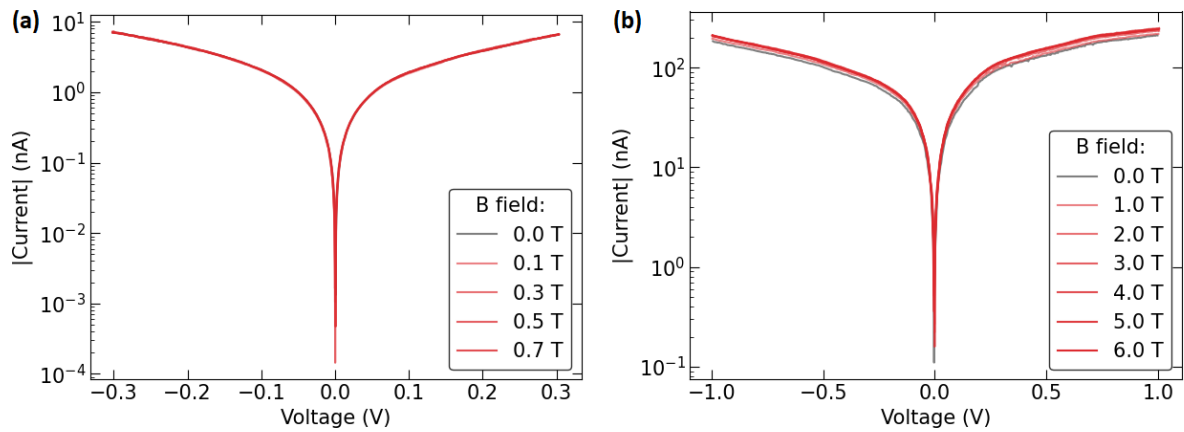 (a)
10¹
10⁰
10⁻¹
10⁻²
10⁻³
10⁻⁴
|Current| (nA)
B field:
0.0 T
0.1 T
0.3 T
0.5 T
0.7 T
−0.3 −0.2 −0.1 0.0 0.1 0.2 0.3
Voltage (V)
(b)
10²
10¹
10⁰
10⁻¹
|Current| (nA)
B field:
0.0 T
1.0 T
2.0 T
3.0 T
4.0 T
5.0 T
6.0 T
−1.0 −0.5 0.0 0.5 1.0
Voltage (V)